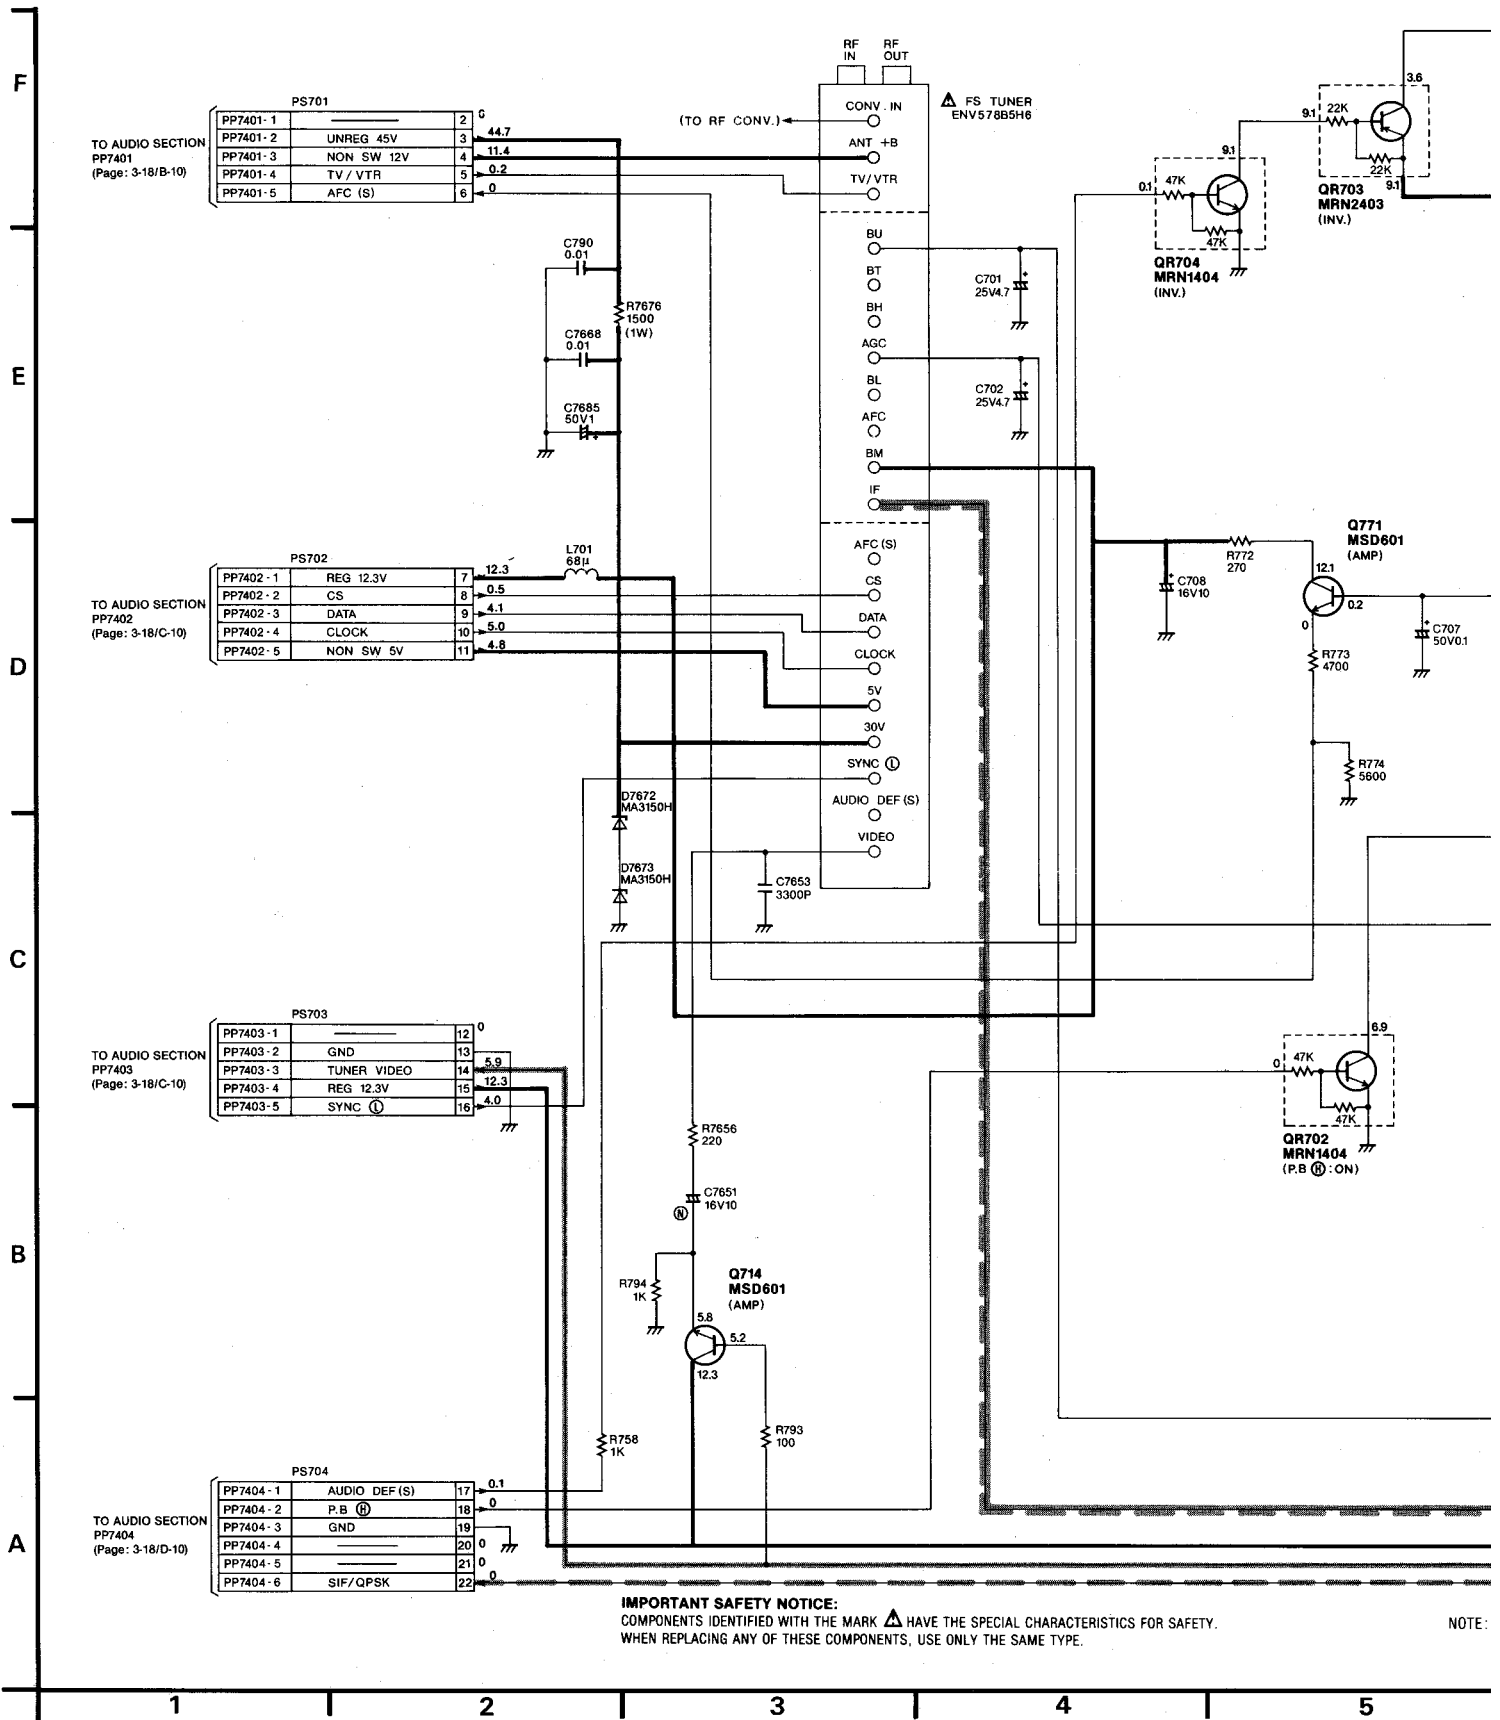 F
E
D
C
B
A
1
2
3
4
5
PS701
TO AUDIO SECTION
PP7401
(Page: 3-18/B-10)
PP7401-1 2
PP7401-2 UNREG 45V 3 44.7
PP7401-3 NON SW 12V 4 11.4
PP7401-4 TV/VTR 5 0.2
PP7401-5 AFC (S) 6 0
C790
0.01
R7676
1500
(1W)
C7668
0.01
C7685
50V1
PS702
TO AUDIO SECTION
PP7402
(Page: 3-18/C-10)
PP7402-1 REG 12.3V 7 12.3
PP7402-2 CS 8 0.5
PP7402-3 DATA 9 4.1
PP7402-4 CLOCK 10 5.0
PP7402-5 NON SW 5V 11 4.8
L701
68µ
D7672
MA3150H
D7673
MA3150H
PS703
TO AUDIO SECTION
PP7403
(Page: 3-18/C-10)
PP7403-1 12 0
PP7403-2 GND 13
PP7403-3 TUNER VIDEO 14 5.9
PP7403-4 REG 12.3V 15 12.3
PP7403-5 SYNC Ⓛ 16 4.0
PS704
TO AUDIO SECTION
PP7404
(Page: 3-18/D-10)
PP7404-1 AUDIO DEF(S) 17 0.1
PP7404-2 P.B Ⓗ 18 0
PP7404-3 GND 19
PP7404-4 20 0
PP7404-5 21 0
PP7404-6 SIF/QPSK 22 0
RF IN
RF OUT
FS TUNER
ENV578B5H6
(TO RF CONV.)
CONV. IN
ANT +B
TV/VTR
BU
BT
BH
AGC
BL
AFC
BM
IF
AFC(S)
CS
DATA
CLOCK
5V
30V
SYNC Ⓛ
AUDIO DEF(S)
VIDEO
C7653
3300P
R7656
220
C7651
16V10
Ⓝ
R794
1K
Q714
MSD601
(AMP)
5.8
5.2
12.3
R758
1K
R793
100
C701
25V4.7
C702
25V4.7
0.1
47K
9.1
47K
QR704
MRN1404
(INV.)
9.1
22K
3.6
22K
9.1
QR703
MRN2403
(INV.)
Q771
MSD601
(AMP)
R772
270
C708
16V10
12.1
0.2
0
C707
50V0.1
R773
4700
R774
5600
6.9
0
47K
47K
QR702
MRN1404
(P.B Ⓗ:ON)
IMPORTANT SAFETY NOTICE:
COMPONENTS IDENTIFIED WITH THE MARK ⚠ HAVE THE SPECIAL CHARACTERISTICS FOR SAFETY.
WHEN REPLACING ANY OF THESE COMPONENTS, USE ONLY THE SAME TYPE.
NOTE: